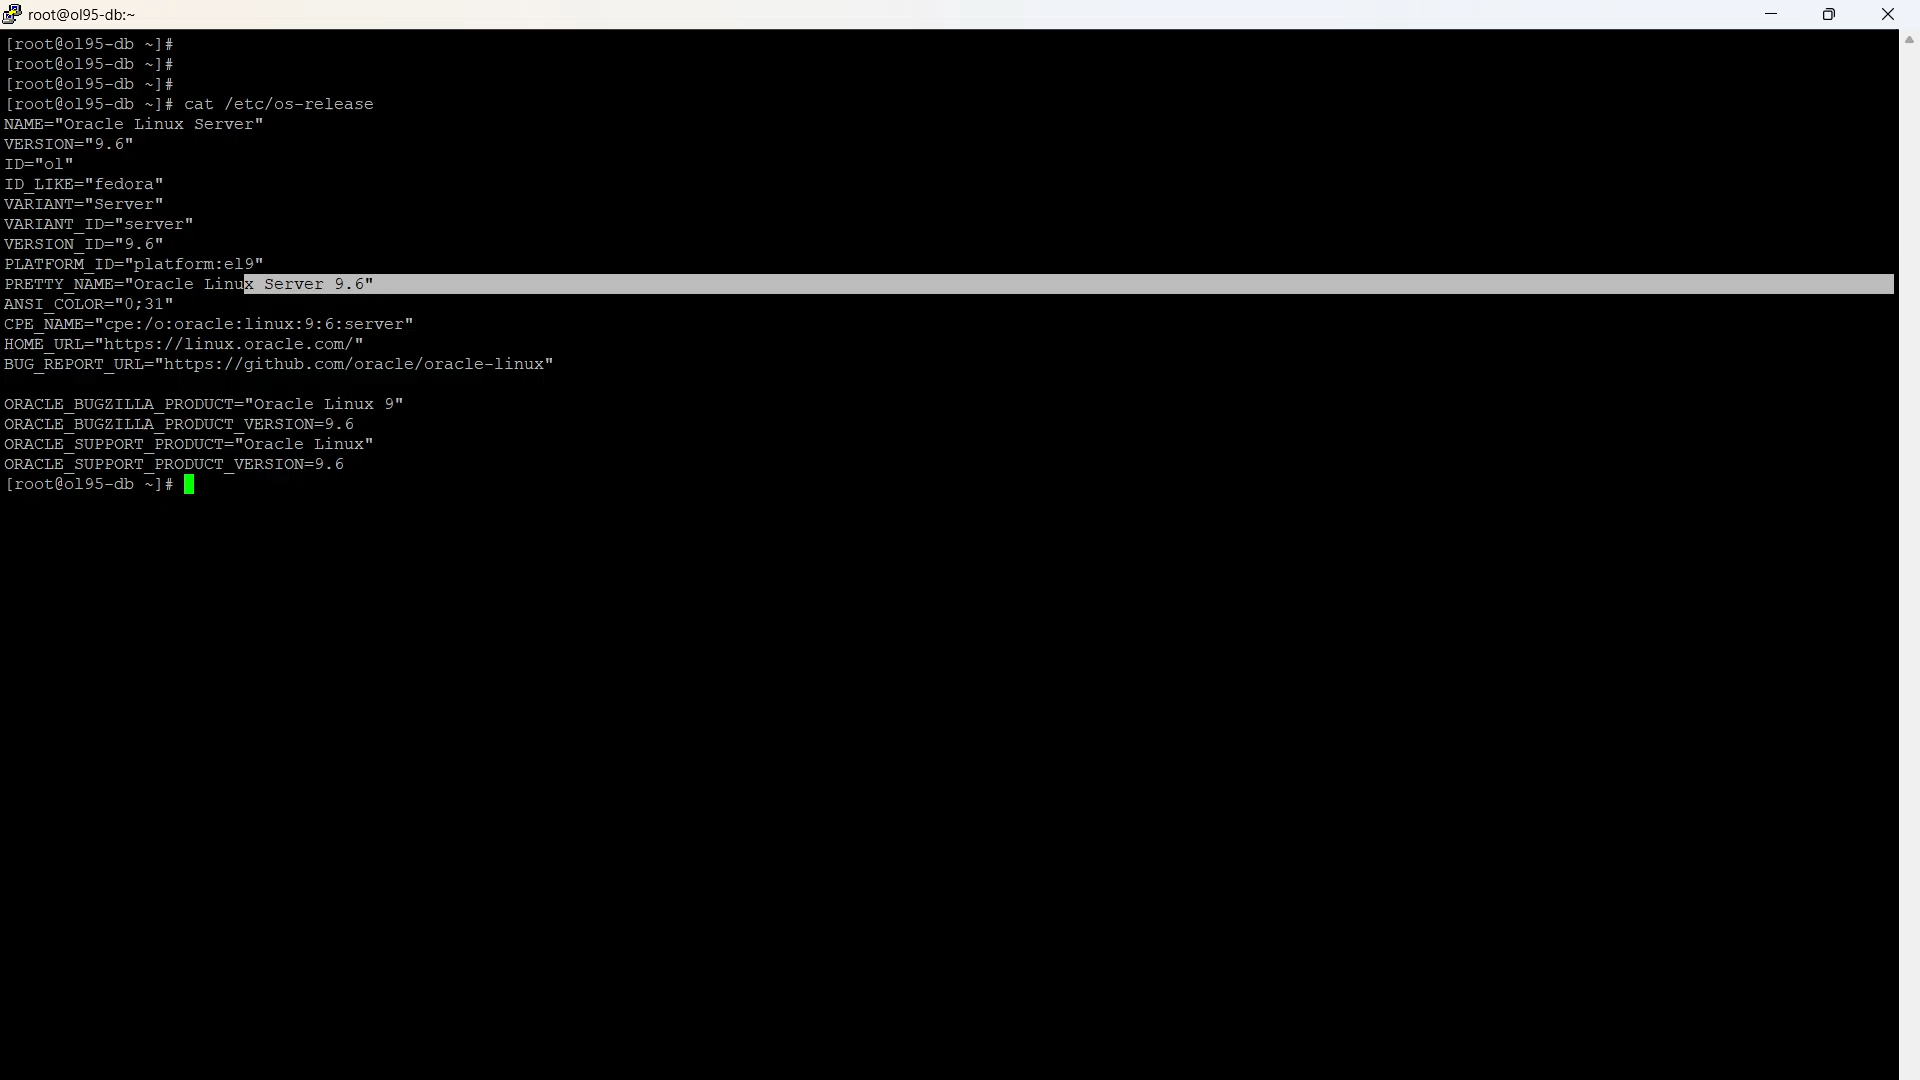 root@ol95-db:~
[root@ol95-db ~]#
[root@ol95-db ~]#
[root@ol95-db ~]#
[root@ol95-db ~]# cat /etc/os-release
NAME="Oracle Linux Server"
VERSION="9.6"
ID="ol"
ID_LIKE="fedora"
VARIANT="Server"
VARIANT_ID="server"
VERSION_ID="9.6"
PLATFORM_ID="platform:el9"
PRETTY_NAME="Oracle Linux Server 9.6"
ANSI_COLOR="0;31"
CPE_NAME="cpe:/o:oracle:linux:9:6:server"
HOME_URL="https://linux.oracle.com/"
BUG_REPORT_URL="https://github.com/oracle/oracle-linux"

ORACLE_BUGZILLA_PRODUCT="Oracle Linux 9"
ORACLE_BUGZILLA_PRODUCT_VERSION=9.6
ORACLE_SUPPORT_PRODUCT="Oracle Linux"
ORACLE_SUPPORT_PRODUCT_VERSION=9.6
[root@ol95-db ~]#